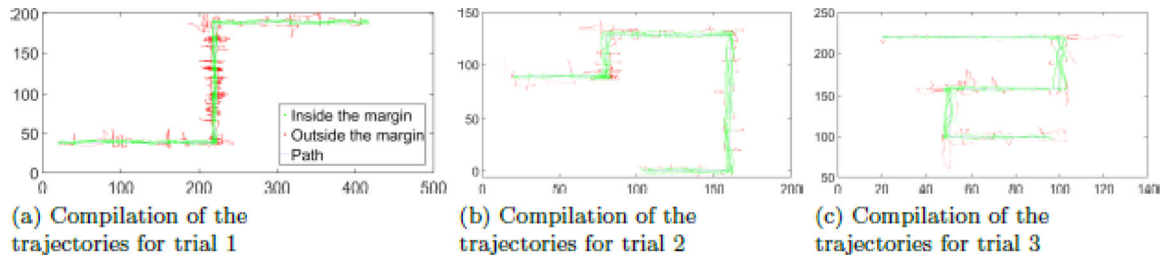 200
150
100
50
0
0 100 200 300 400 500
Inside the margin
Outside the margin
Path
(a) Compilation of the
trajectories for trial 1
150
100
50
0
0 50 100 150 200
(b) Compilation of the
trajectories for trial 2
250
200
150
100
50
0 20 40 60 80 100 120 140
(c) Compilation of the
trajectories for trial 3